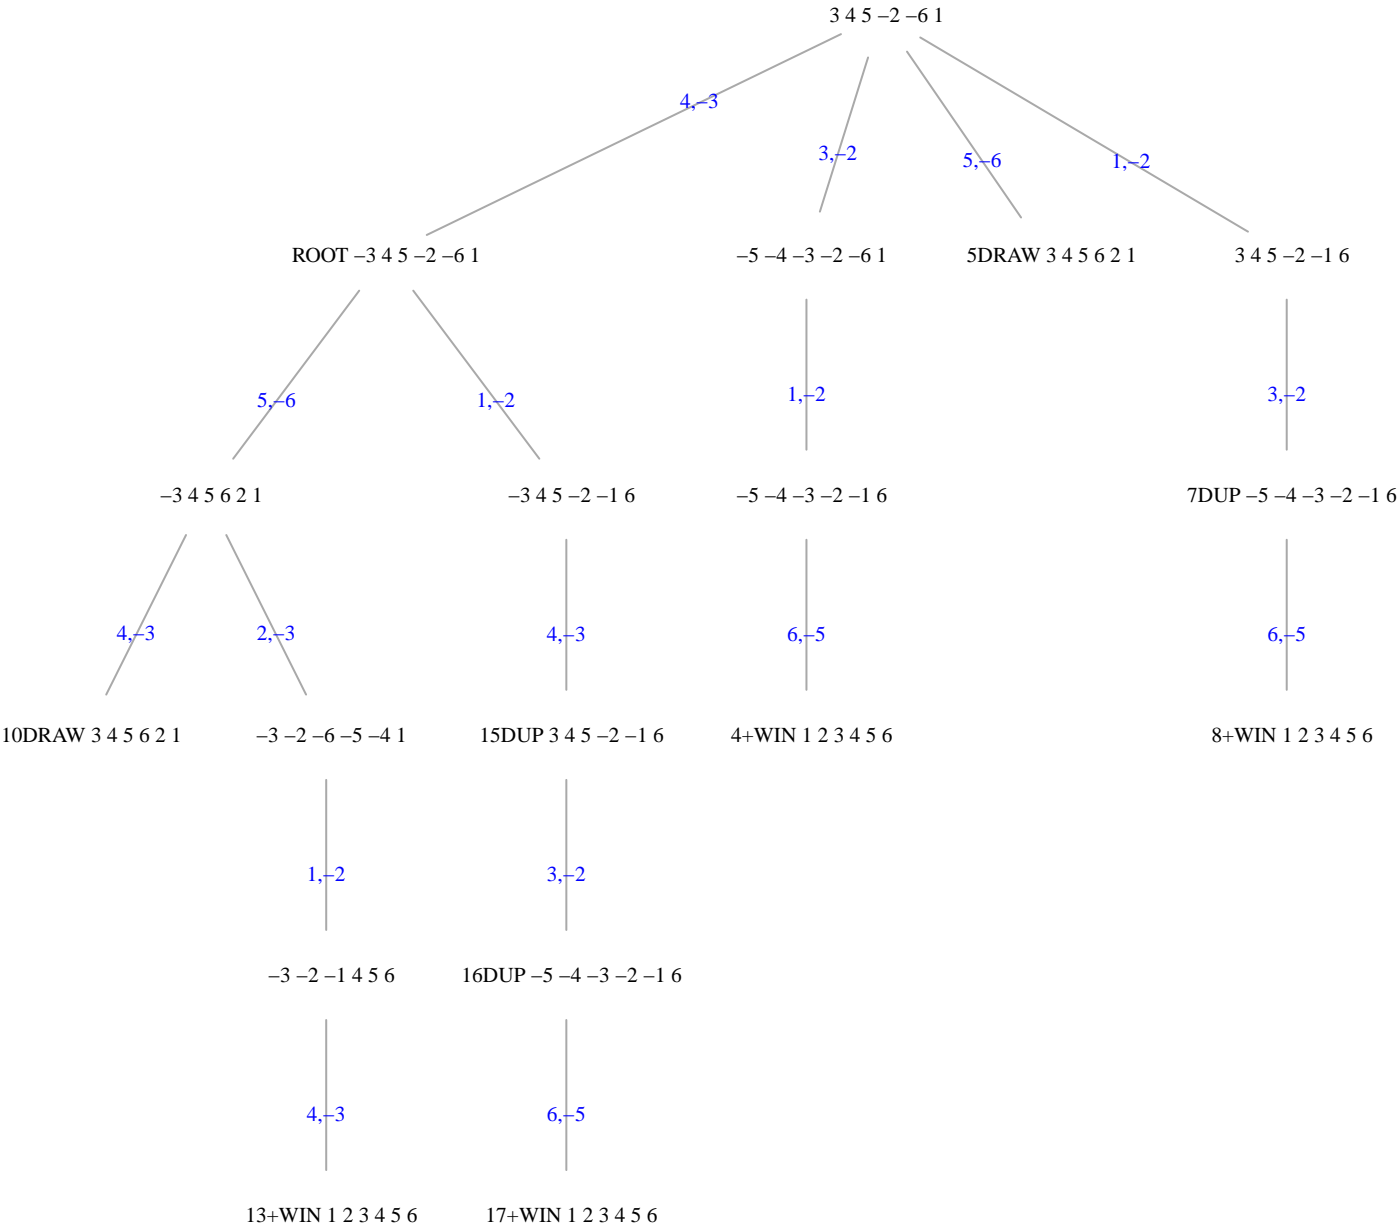 3 4 5 −2 −6 1
4,−3
3,−2
5,−6
1,−2
ROOT −3 4 5 −2 −6 1
−5 −4 −3 −2 −6 1
5DRAW 3 4 5 6 2 1
3 4 5 −2 −1 6
5,−6
1,−2
1,−2
3,−2
−3 4 5 6 2 1
−3 4 5 −2 −1 6
−5 −4 −3 −2 −1 6
7DUP −5 −4 −3 −2 −1 6
4,−3
2,−3
4,−3
6,−5
6,−5
10DRAW 3 4 5 6 2 1
−3 −2 −6 −5 −4 1
15DUP 3 4 5 −2 −1 6
4+WIN 1 2 3 4 5 6
8+WIN 1 2 3 4 5 6
1,−2
3,−2
−3 −2 −1 4 5 6
16DUP −5 −4 −3 −2 −1 6
4,−3
6,−5
13+WIN 1 2 3 4 5 6
17+WIN 1 2 3 4 5 6